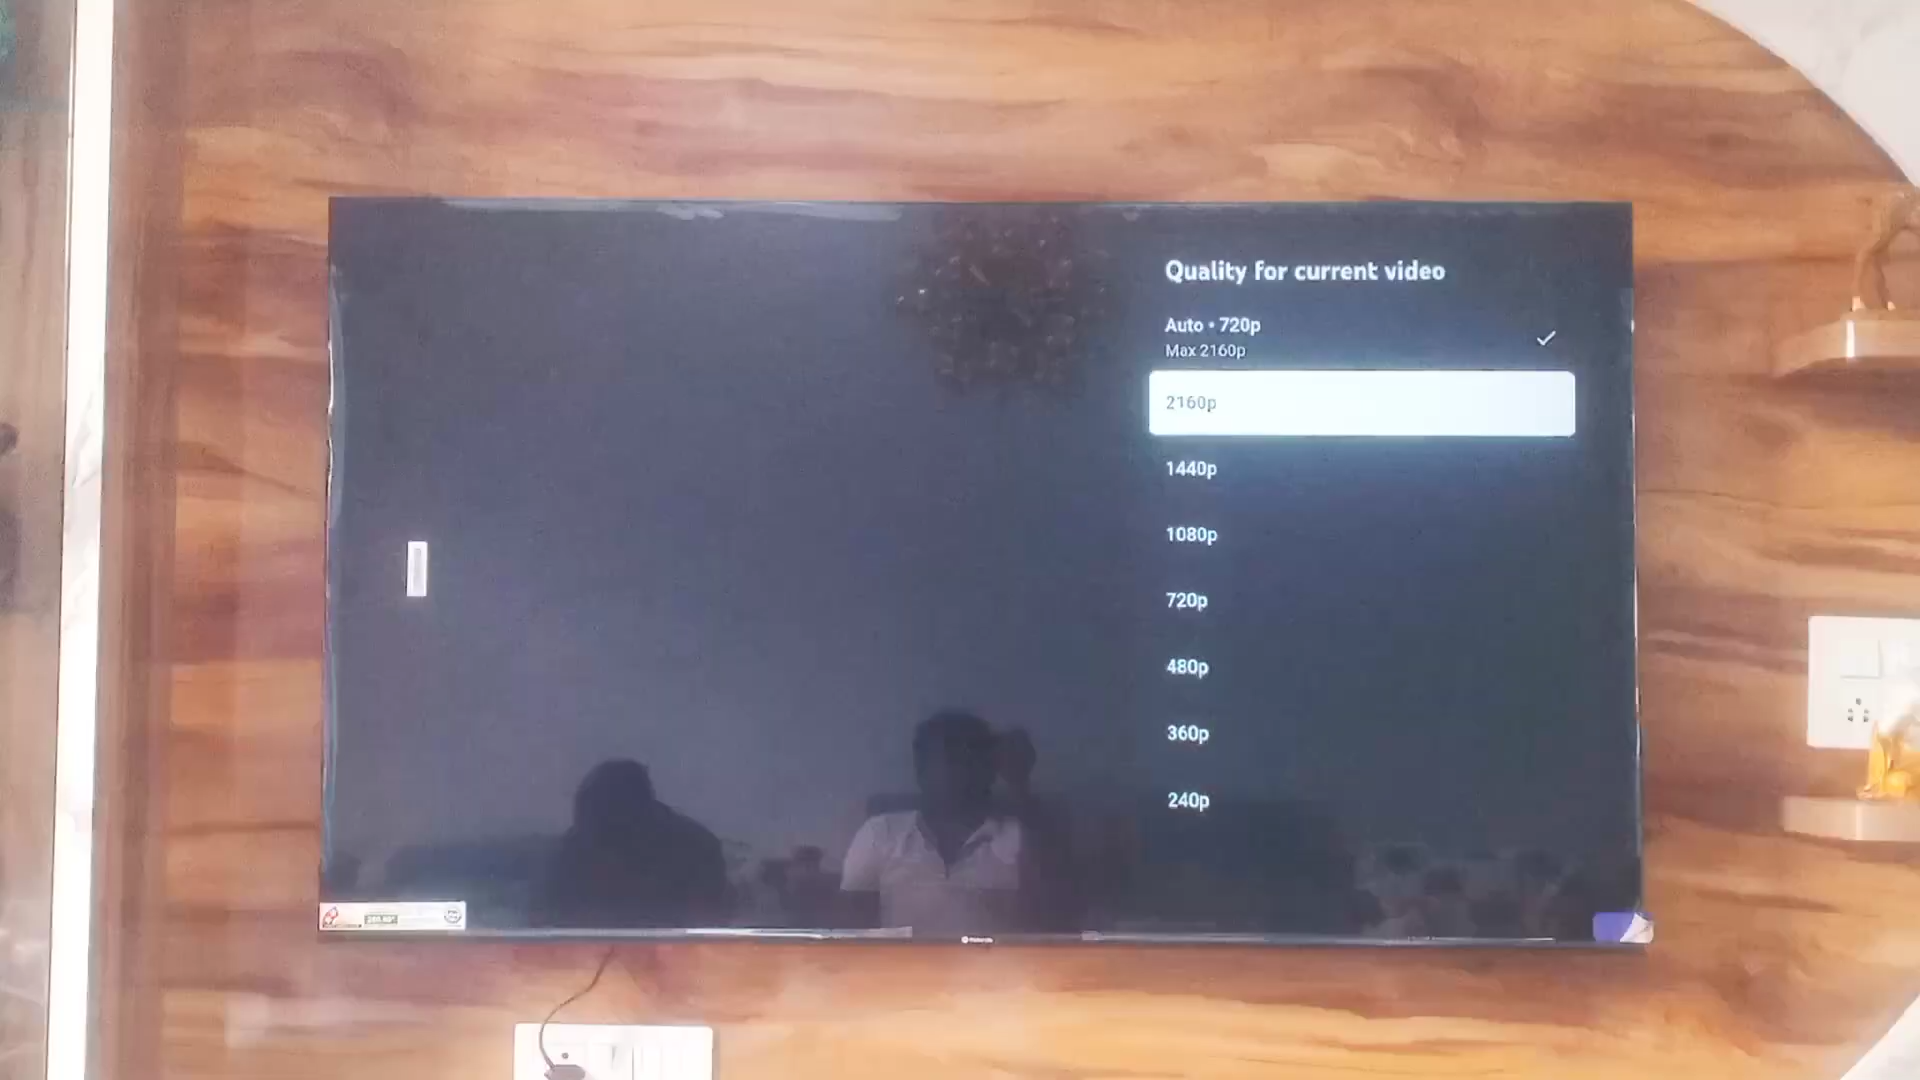 Quality for current video
Auto • 720p
Max 2160p
2160p
1440p
1080p
720p
480p
360p
240p